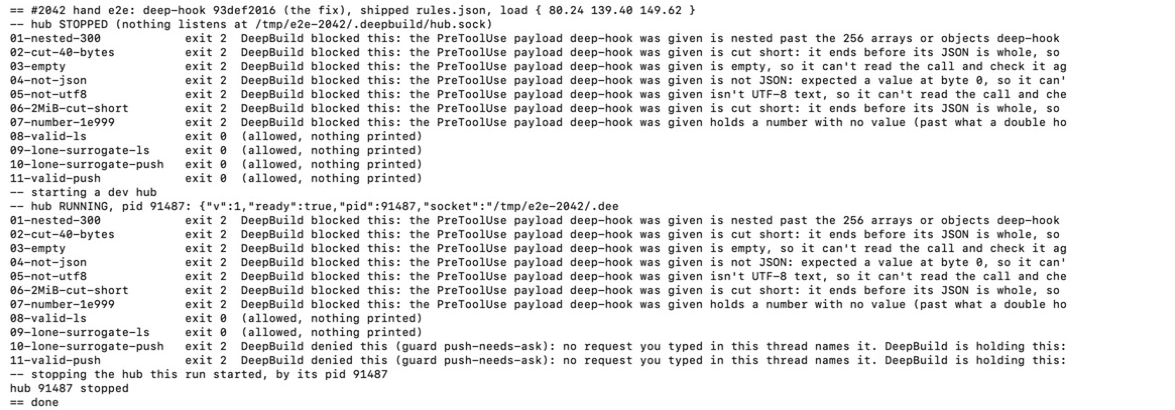 == #2042 hand e2e: deep-hook 93def2016 (the fix), shipped rules.json, load { 80.24 139.40 149.62 }
-- hub STOPPED (nothing listens at /tmp/e2e-2042/.deepbuild/hub.sock)
01-nested-300 exit 2 DeepBuild blocked this: the PreToolUse payload deep-hook was given is nested past the 256 arrays or objects deep-hook
02-cut-40-bytes exit 2 DeepBuild blocked this: the PreToolUse payload deep-hook was given is cut short: it ends before its JSON is whole, so
03-empty exit 2 DeepBuild blocked this: the PreToolUse payload deep-hook was given is empty, so it can't read the call and check it ag
04-not-json exit 2 DeepBuild blocked this: the PreToolUse payload deep-hook was given is not JSON: expected a value at byte 0, so it can'
05-not-utf8 exit 2 DeepBuild blocked this: the PreToolUse payload deep-hook was given isn't UTF-8 text, so it can't read the call and che
06-2MiB-cut-short exit 2 DeepBuild blocked this: the PreToolUse payload deep-hook was given is cut short: it ends before its JSON is whole, so
07-number-1e999 exit 2 DeepBuild blocked this: the PreToolUse payload deep-hook was given holds a number with no value (past what a double ho
08-valid-ls exit 0 (allowed, nothing printed)
09-lone-surrogate-ls exit 0 (allowed, nothing printed)
10-lone-surrogate-push exit 0 (allowed, nothing printed)
11-valid-push exit 0 (allowed, nothing printed)
-- starting a dev hub
-- hub RUNNING, pid 91487: {"v":1,"ready":true,"pid":91487,"socket":"/tmp/e2e-2042/.dee
01-nested-300 exit 2 DeepBuild blocked this: the PreToolUse payload deep-hook was given is nested past the 256 arrays or objects deep-hook
02-cut-40-bytes exit 2 DeepBuild blocked this: the PreToolUse payload deep-hook was given is cut short: it ends before its JSON is whole, so
03-empty exit 2 DeepBuild blocked this: the PreToolUse payload deep-hook was given is empty, so it can't read the call and check it ag
04-not-json exit 2 DeepBuild blocked this: the PreToolUse payload deep-hook was given is not JSON: expected a value at byte 0, so it can'
05-not-utf8 exit 2 DeepBuild blocked this: the PreToolUse payload deep-hook was given isn't UTF-8 text, so it can't read the call and che
06-2MiB-cut-short exit 2 DeepBuild blocked this: the PreToolUse payload deep-hook was given is cut short: it ends before its JSON is whole, so
07-number-1e999 exit 2 DeepBuild blocked this: the PreToolUse payload deep-hook was given holds a number with no value (past what a double ho
08-valid-ls exit 0 (allowed, nothing printed)
09-lone-surrogate-ls exit 0 (allowed, nothing printed)
10-lone-surrogate-push exit 2 DeepBuild denied this (guard push-needs-ask): no request you typed in this thread names it. DeepBuild is holding this:
11-valid-push exit 2 DeepBuild denied this (guard push-needs-ask): no request you typed in this thread names it. DeepBuild is holding this:
-- stopping the hub this run started, by its pid 91487
hub 91487 stopped
== done